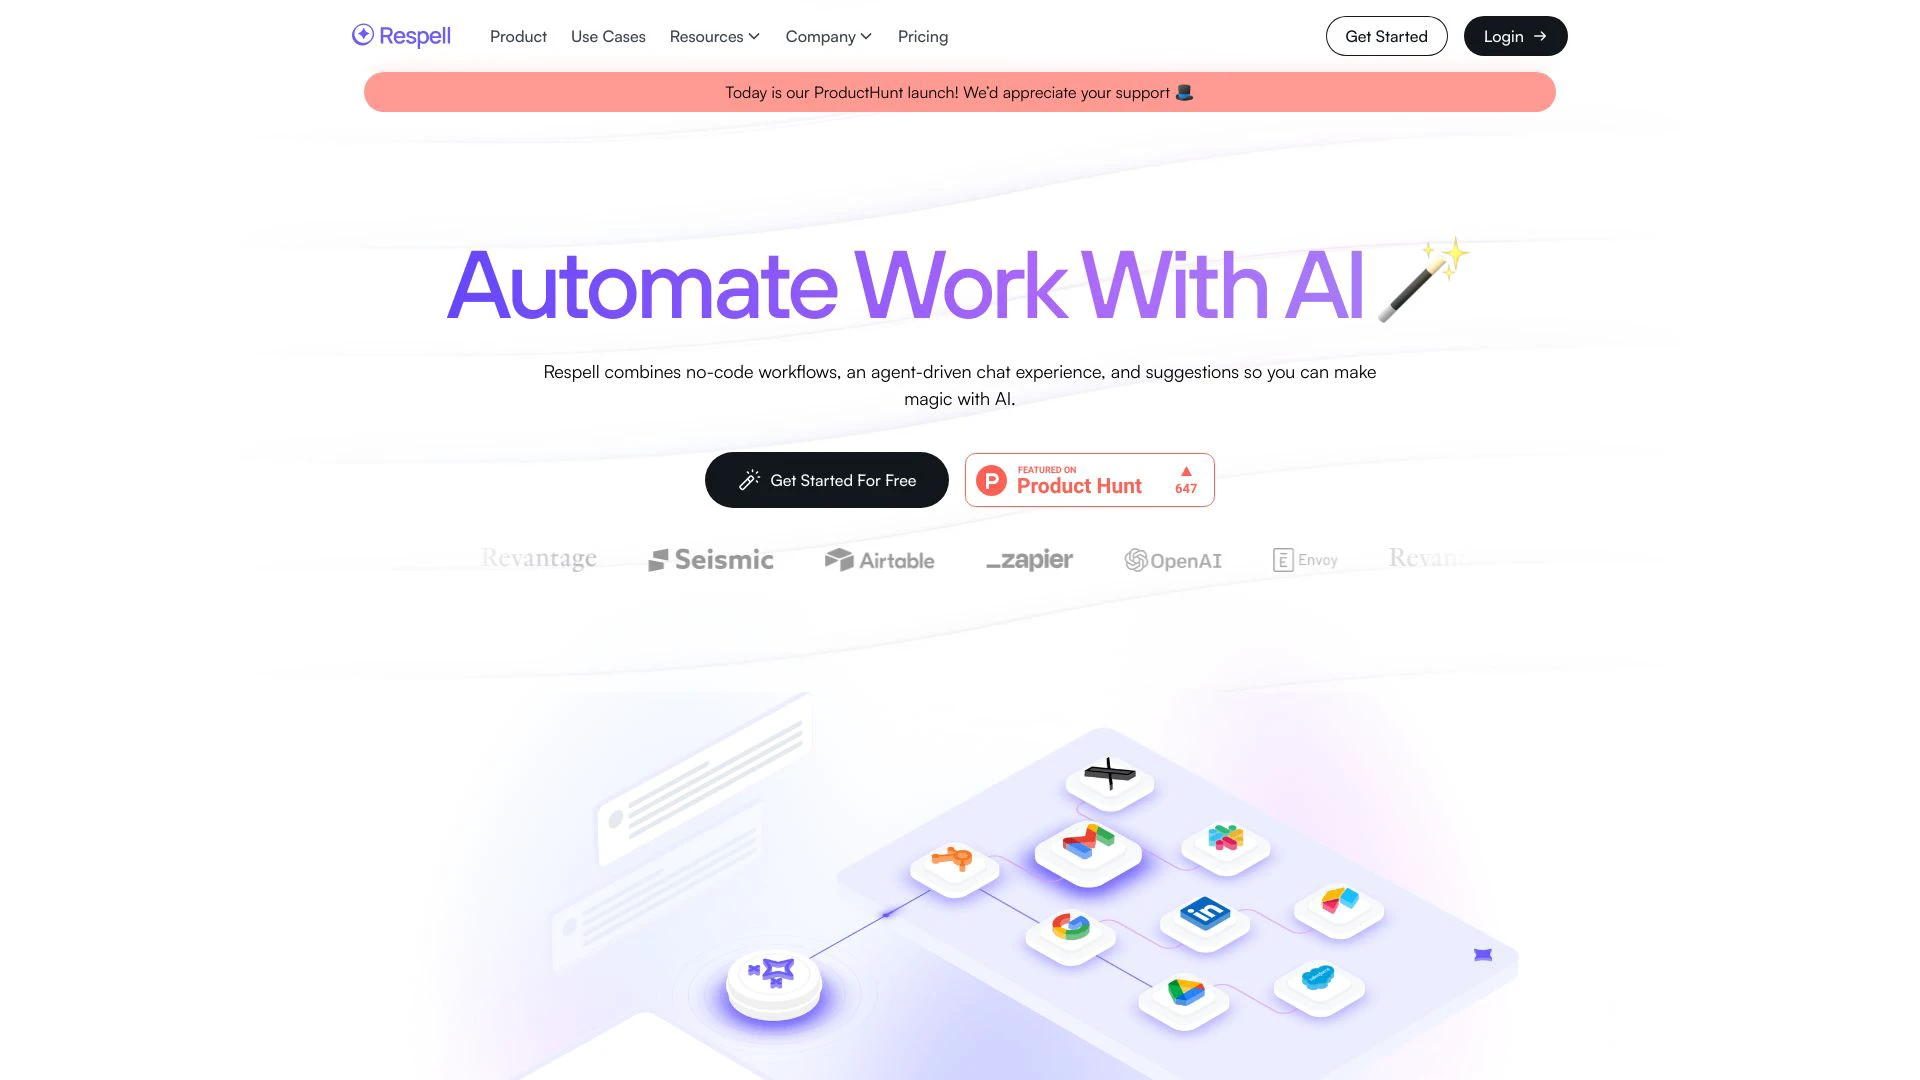 Respell
Product
Use Cases
Resources
Company
Pricing
Get Started
Login
Today is our ProductHunt launch! We'd appreciate your support
Automate Work With AI
Respell combines no-code workflows, an agent-driven chat experience, and suggestions so you can make
magic with AI.
Get Started For Free
FEATURED ON
Product Hunt
647
Revantage
Seismic
Airtable
_zapier
OpenAI
Envoy
Revan
in
salesforce